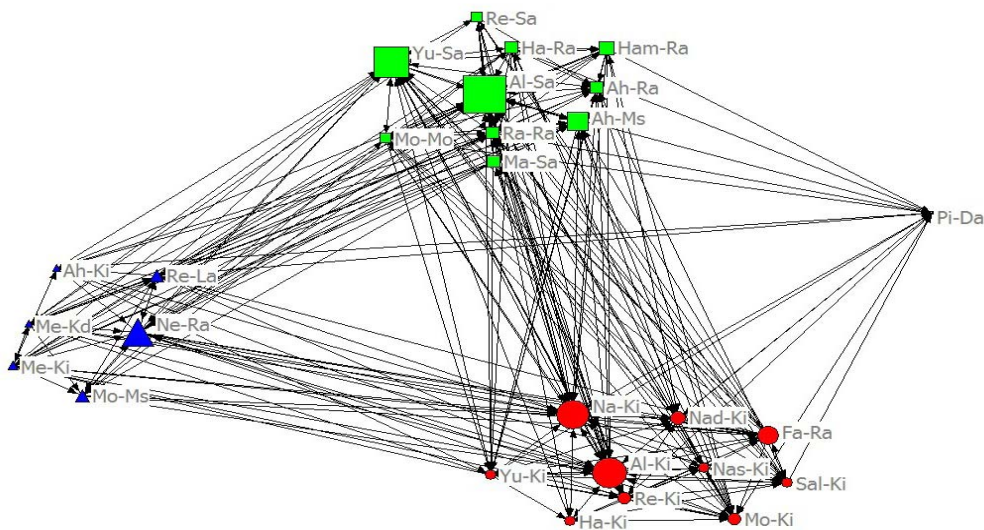 Re-Sa
Yu-Sa
Ha-Ra
Ham-Ra
Al-Sa
Ah-Ra
Ah-Ms
Mo-Mo
Ra-Ra
Ma-Sa
Pi-Da
Ah-Ki
Re-La
Me-Kd
Ne-Ra
Me-Ki
Mo-Ms
Na-Ki
Nad-Ki
Fa-Ra
Yu-Ki
Al-Ki
Nas-Ki
Sal-Ki
Re-Ki
Ha-Ki
Mo-Ki